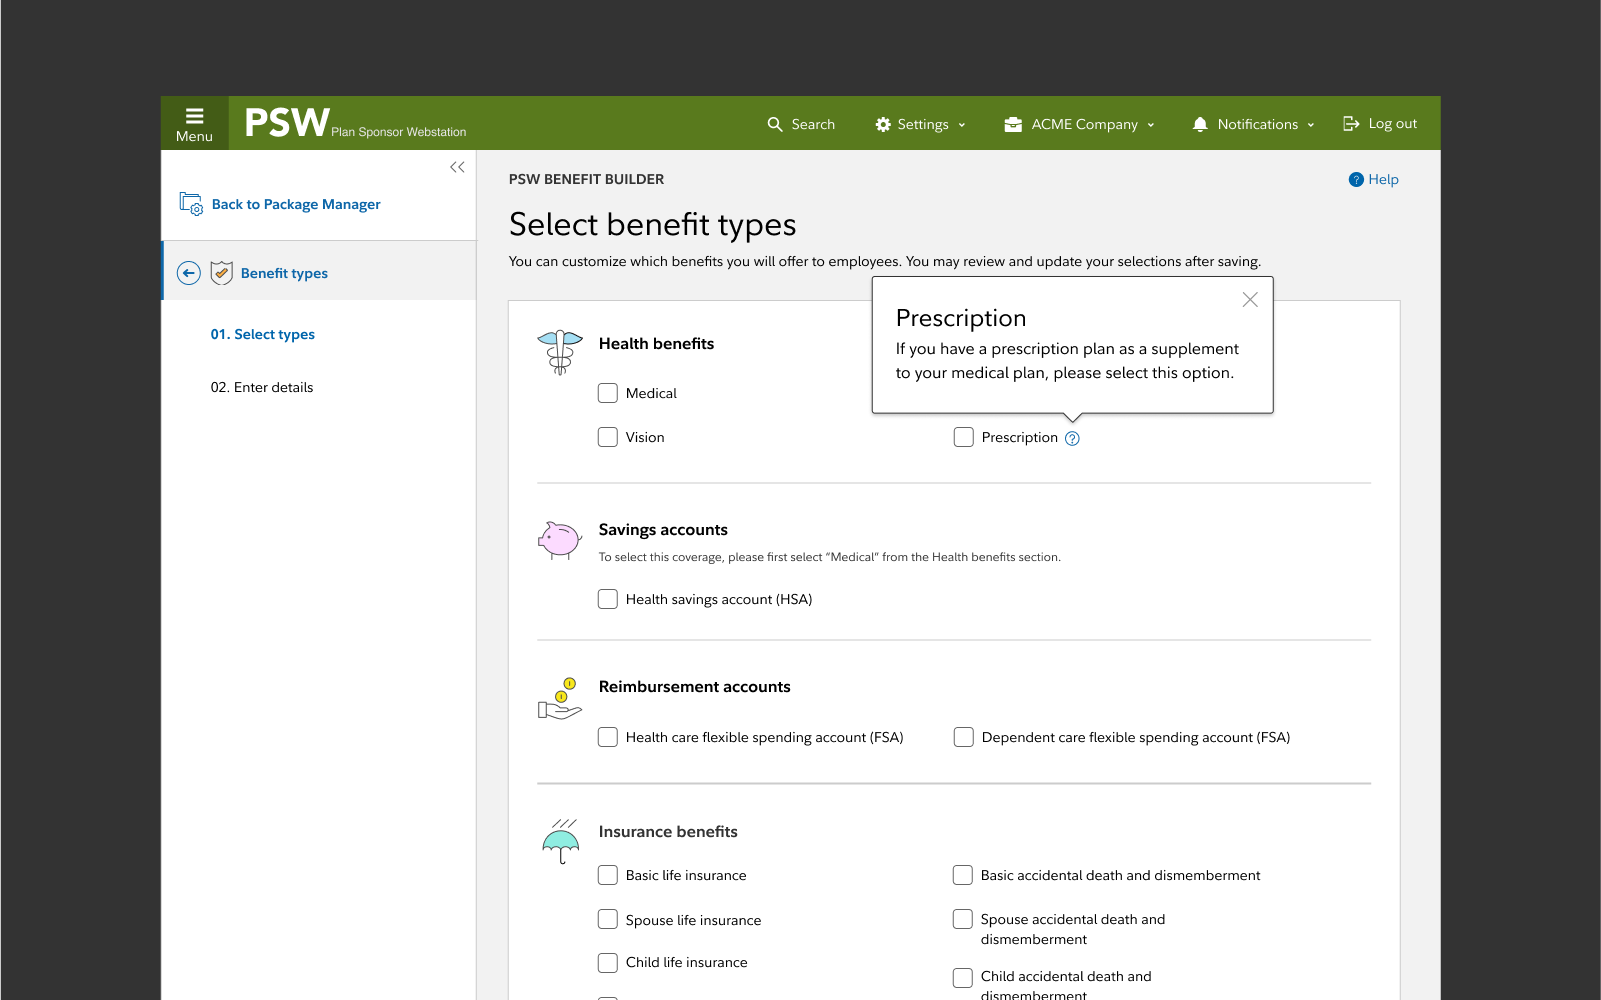 Menu
PSW Plan Sponsor Webstation
Search
Settings
ACME Company
Notifications
Log out
Back to Package Manager
Benefit types
01. Select types
02. Enter details
PSW BENEFIT BUILDER
? Help
Select benefit types
You can customize which benefits you will offer to employees. You may review and update your selections after saving.
Prescription
If you have a prescription plan as a supplement
to your medical plan, please select this option.
Health benefits
Medical
Vision
Prescription ?
Savings accounts
To select this coverage, please first select “Medical” from the Health benefits section.
Health savings account (HSA)
Reimbursement accounts
Health care flexible spending account (FSA)
Dependent care flexible spending account (FSA)
Insurance benefits
Basic life insurance
Basic accidental death and dismemberment
Spouse life insurance
Spouse accidental death and
dismemberment
Child life insurance
Child accidental death and
dismemberment